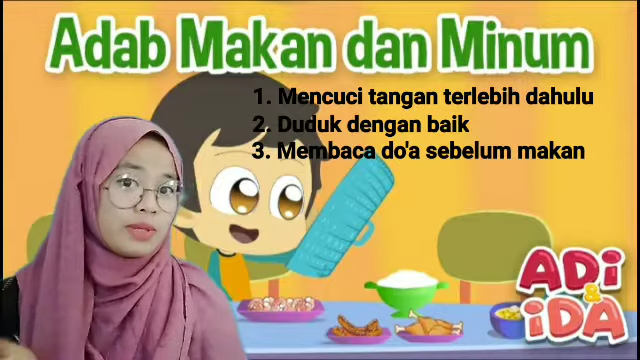 Adab Makan dan Minum
1. Mencuci tangan terlebih dahulu
2. Duduk dengan baik
3. Membaca do'a sebelum makan
ADi
&
iDA